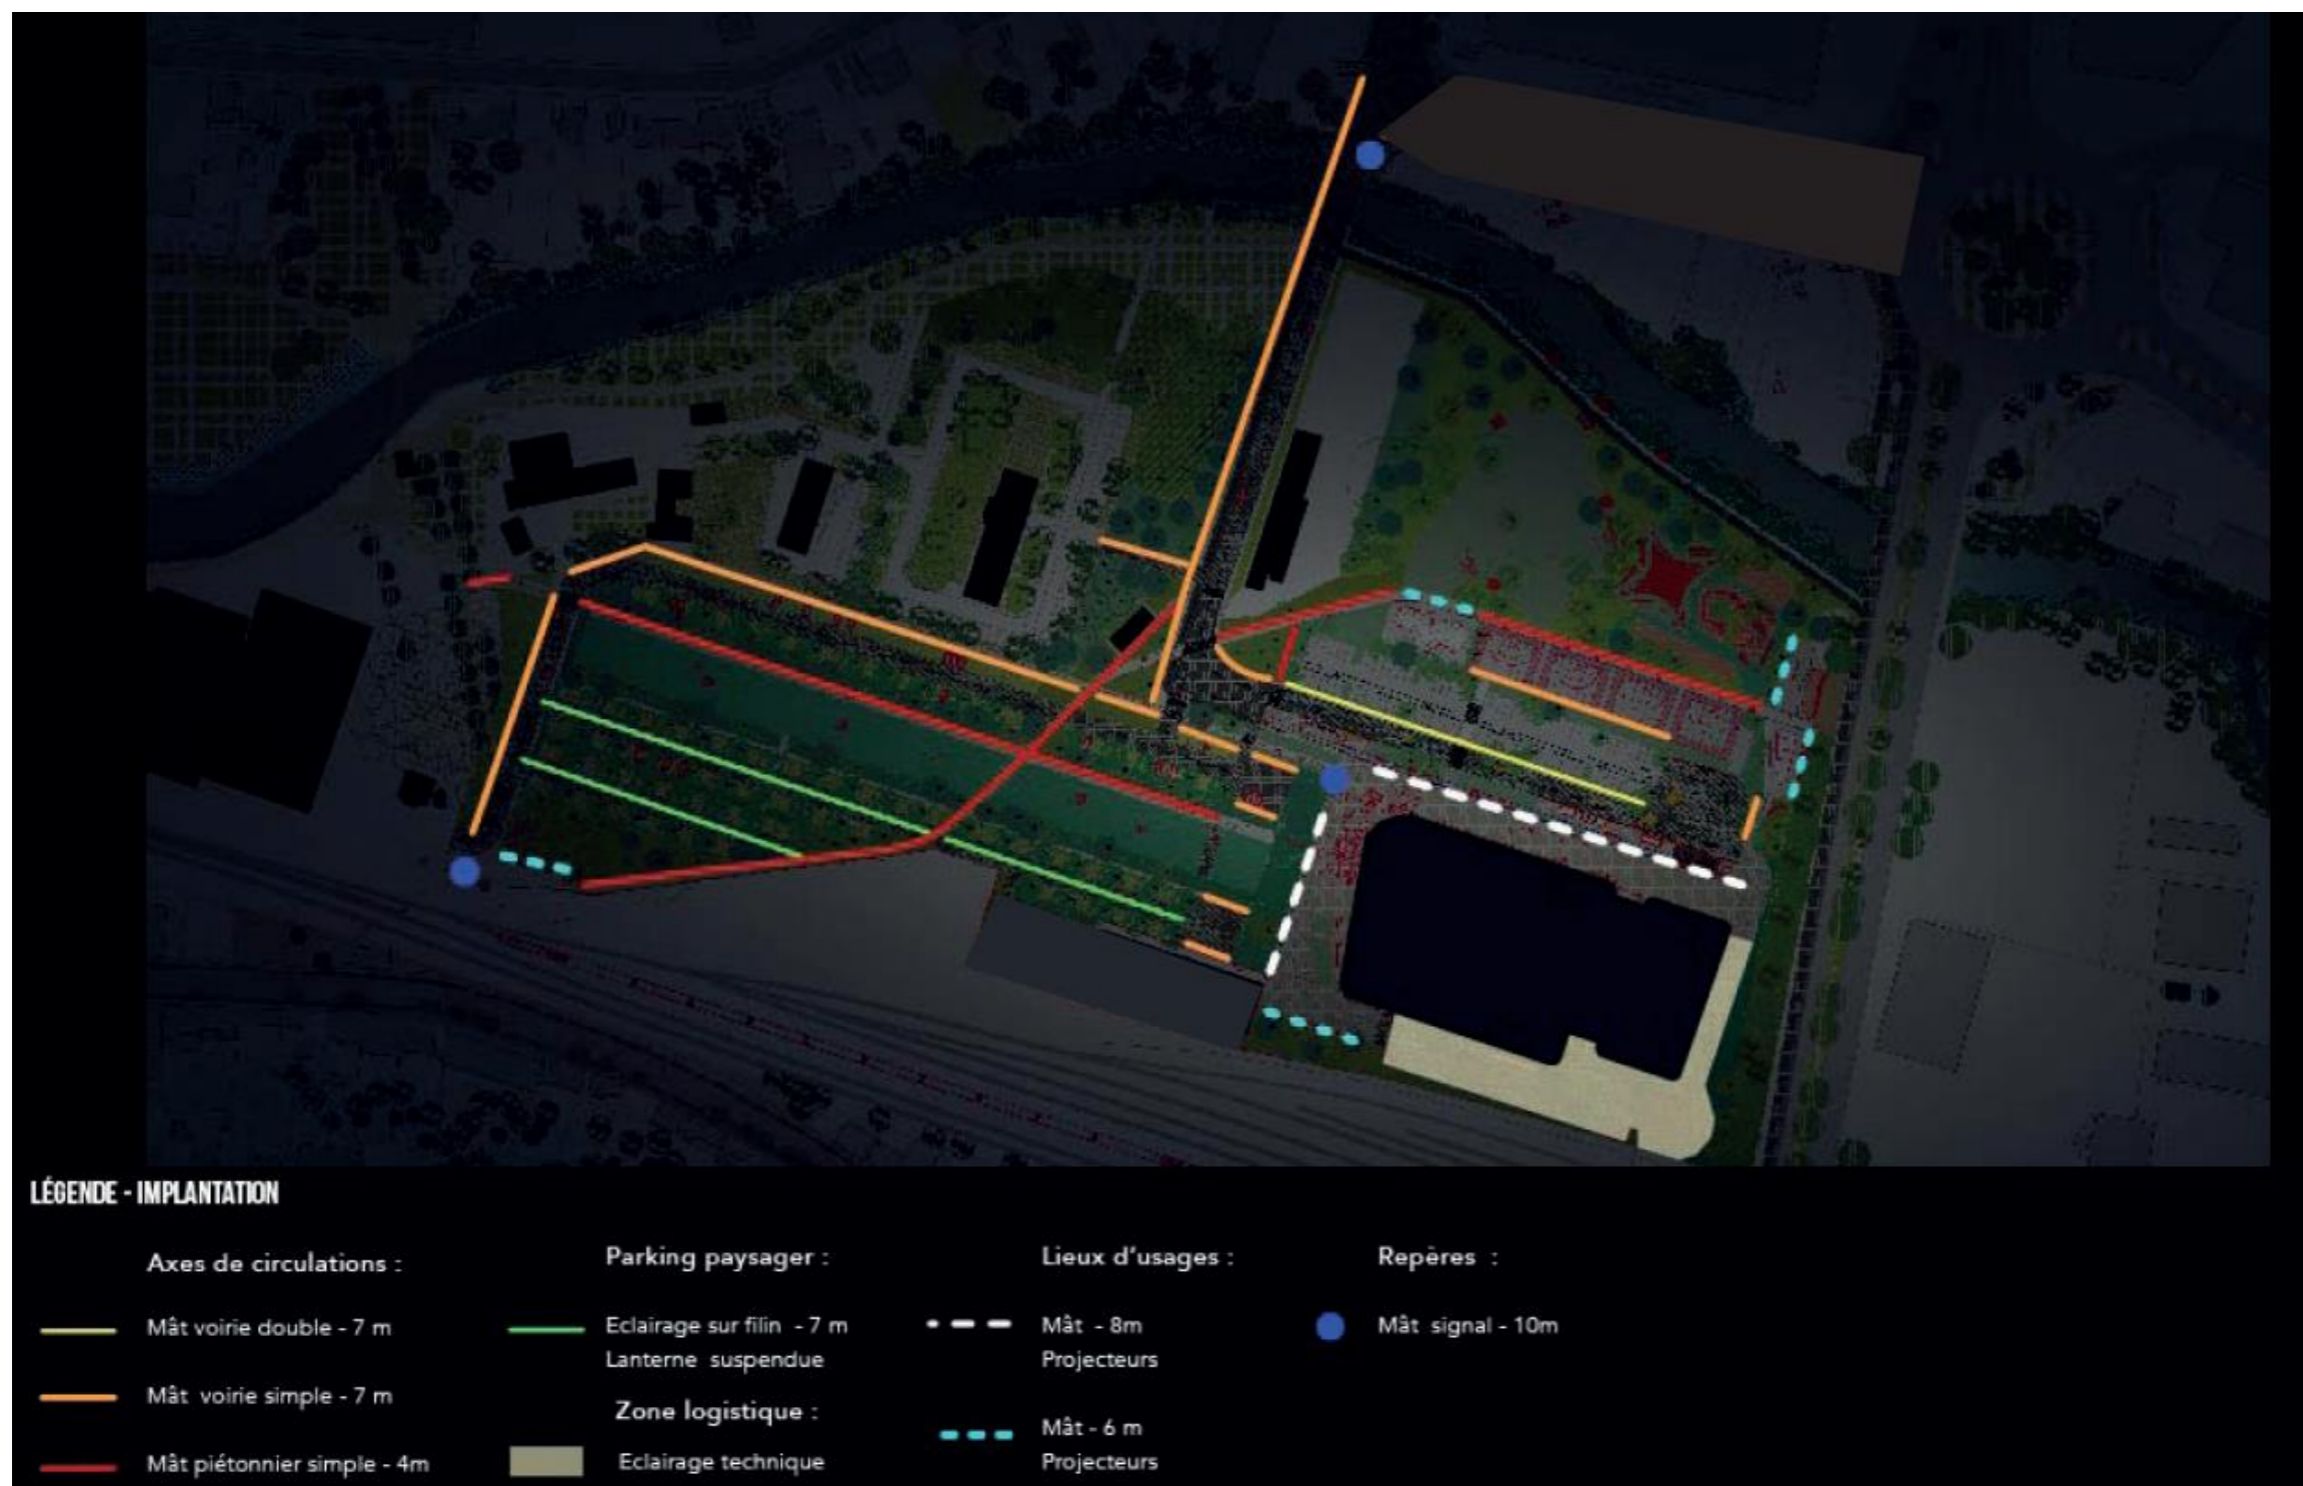 LÉGENDE - IMPLANTATION
Axes de circulations :
Mât voirie double - 7 m
Mât voirie simple - 7 m
Mât piétonnier simple - 4m
Parking paysager :
Eclairage sur filin - 7 m
Lanterne suspendue
Zone logistique :
Eclairage technique
Lieux d'usages :
Mât - 8m
Projecteurs
Mât - 6 m
Projecteurs
Repères :
Mât signal - 10m